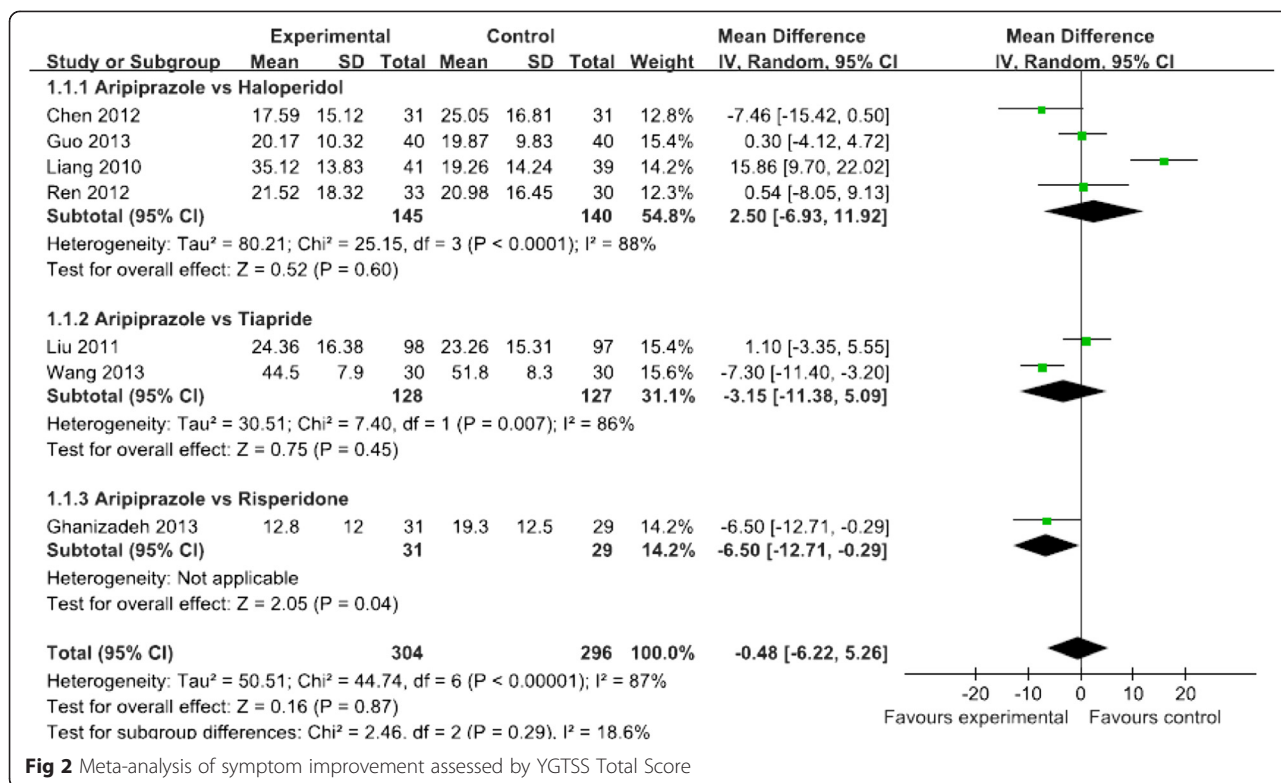 Experimental Control Mean Difference Mean Difference
Study or Subgroup Mean SD Total Mean SD Total Weight IV, Random, 95% CI IV, Random, 95% CI
1.1.1 Aripiprazole vs Haloperidol
Chen 2012 17.59 15.12 31 25.05 16.81 31 12.8% -7.46 [-15.42, 0.50]
Guo 2013 20.17 10.32 40 19.87 9.83 40 15.4% 0.30 [-4.12, 4.72]
Liang 2010 35.12 13.83 41 19.26 14.24 39 14.2% 15.86 [9.70, 22.02]
Ren 2012 21.52 18.32 33 20.98 16.45 30 12.3% 0.54 [-8.05, 9.13]
Subtotal (95% CI) 145 140 54.8% 2.50 [-6.93, 11.92]
Heterogeneity: Tau² = 80.21; Chi² = 25.15, df = 3 (P < 0.0001); I² = 88%
Test for overall effect: Z = 0.52 (P = 0.60)
1.1.2 Aripiprazole vs Tiapride
Liu 2011 24.36 16.38 98 23.26 15.31 97 15.4% 1.10 [-3.35, 5.55]
Wang 2013 44.5 7.9 30 51.8 8.3 30 15.6% -7.30 [-11.40, -3.20]
Subtotal (95% CI) 128 127 31.1% -3.15 [-11.38, 5.09]
Heterogeneity: Tau² = 30.51; Chi² = 7.40, df = 1 (P = 0.007); I² = 86%
Test for overall effect: Z = 0.75 (P = 0.45)
1.1.3 Aripiprazole vs Risperidone
Ghanizadeh 2013 12.8 12 31 19.3 12.5 29 14.2% -6.50 [-12.71, -0.29]
Subtotal (95% CI) 31 29 14.2% -6.50 [-12.71, -0.29]
Heterogeneity: Not applicable
Test for overall effect: Z = 2.05 (P = 0.04)
Total (95% CI) 304 296 100.0% -0.48 [-6.22, 5.26]
Heterogeneity: Tau² = 50.51; Chi² = 44.74, df = 6 (P < 0.00001); I² = 87%
Test for overall effect: Z = 0.16 (P = 0.87)
Test for subgroup differences: Chi² = 2.46, df = 2 (P = 0.29), I² = 18.6%
-20 -10 0 10 20
Favours experimental Favours control
Fig 2 Meta-analysis of symptom improvement assessed by YGTSS Total Score